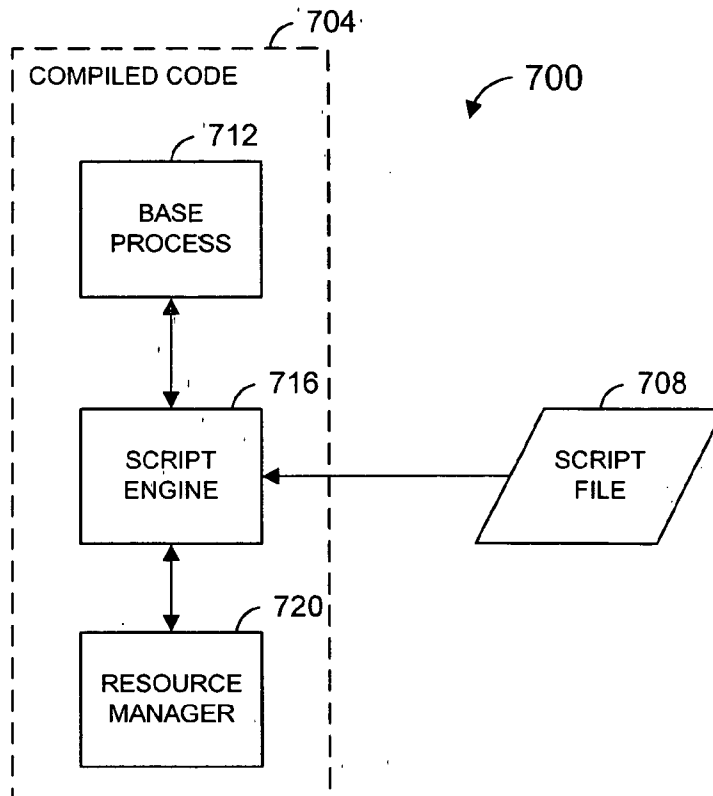 704
COMPILED CODE
700
712
BASE
PROCESS
716
708
SCRIPT
ENGINE
SCRIPT
FILE
720
RESOURCE
MANAGER